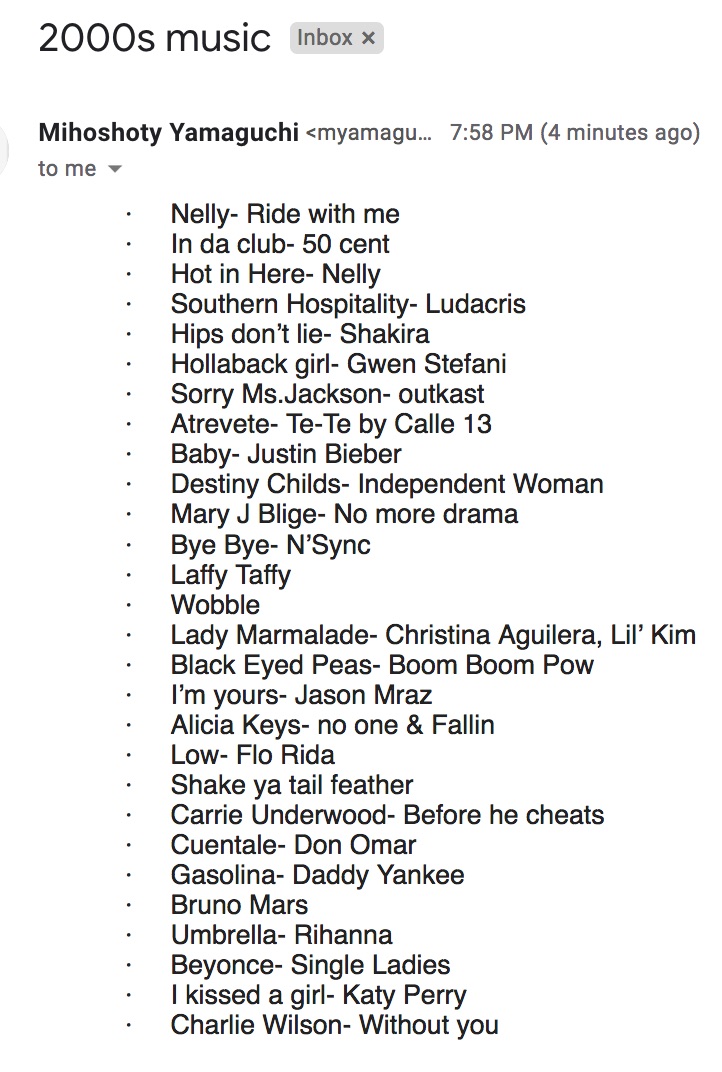 2000s music Inbox ×
Mihoshoty Yamaguchi <myamagu... 7:58 PM (4 minutes ago)
to me
· Nelly- Ride with me
· In da club- 50 cent
· Hot in Here- Nelly
· Southern Hospitality- Ludacris
· Hips don’t lie- Shakira
· Hollaback girl- Gwen Stefani
· Sorry Ms.Jackson- outkast
· Atrevete- Te-Te by Calle 13
· Baby- Justin Bieber
· Destiny Childs- Independent Woman
· Mary J Blige- No more drama
· Bye Bye- N’Sync
· Laffy Taffy
· Wobble
· Lady Marmalade- Christina Aguilera, Lil’ Kim
· Black Eyed Peas- Boom Boom Pow
· I’m yours- Jason Mraz
· Alicia Keys- no one & Fallin
· Low- Flo Rida
· Shake ya tail feather
· Carrie Underwood- Before he cheats
· Cuentale- Don Omar
· Gasolina- Daddy Yankee
· Bruno Mars
· Umbrella- Rihanna
· Beyonce- Single Ladies
· I kissed a girl- Katy Perry
· Charlie Wilson- Without you